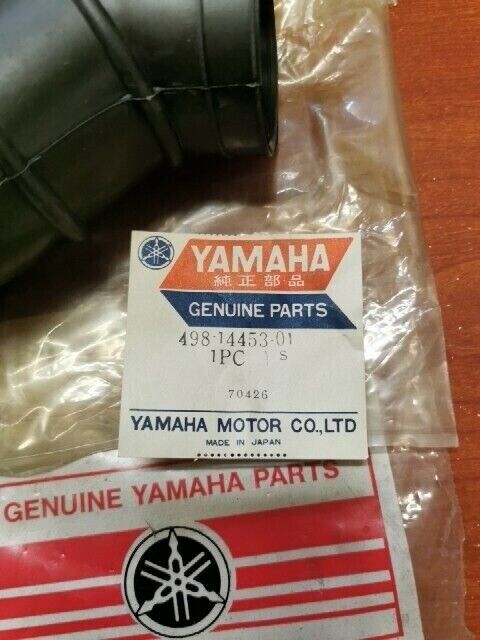 YAMAHA
純正部品
GENUINE PARTS
498-14453-01
1PC S
70426
YAMAHA MOTOR CO.,LTD
MADE IN JAPAN
GENUINE YAMAHA PARTS